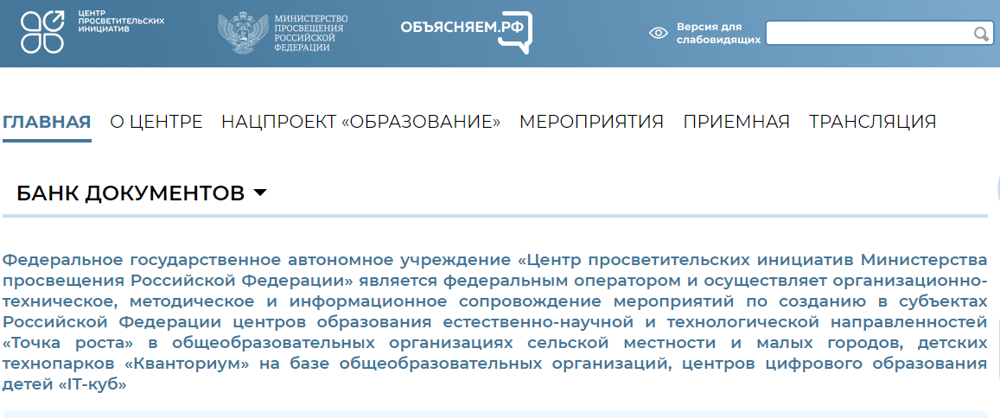 ЦЕНТР
ПРОСВЕТИТЕЛЬСКИХ
ИНИЦИАТИВ
МИНИСТЕРСТВО
ПРОСВЕЩЕНИЯ
РОССИЙСКОЙ
ФЕДЕРАЦИИ
ОБЪЯСНЯЕМ.РФ
Версия для
слабовидящих
ГЛАВНАЯ О ЦЕНТРЕ НАЦПРОЕКТ «ОБРАЗОВАНИЕ» МЕРОПРИЯТИЯ ПРИЕМНАЯ ТРАНСЛЯЦИЯ
БАНК ДОКУМЕНТОВ
Федеральное государственное автономное учреждение «Центр просветительских инициатив Министерства
просвещения Российской Федерации» является федеральным оператором и осуществляет организационно-
техническое, методическое и информационное сопровождение мероприятий по созданию в субъектах
Российской Федерации центров образования естественно-научной и технологической направленностей
«Точка роста» в общеобразовательных организациях сельской местности и малых городов, детских
технопарков «Кванториум» на базе общеобразовательных организаций, центров цифрового образования
детей «IT-куб»